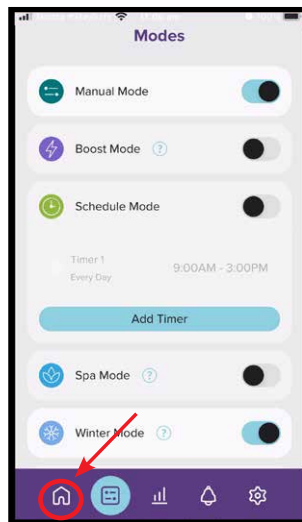 Modes
Manual Mode
Boost Mode ?
Schedule Mode
Timer 1
9:00AM - 3:00PM
Every Day
Add Timer
Spa Mode ?
Winter Mode ?